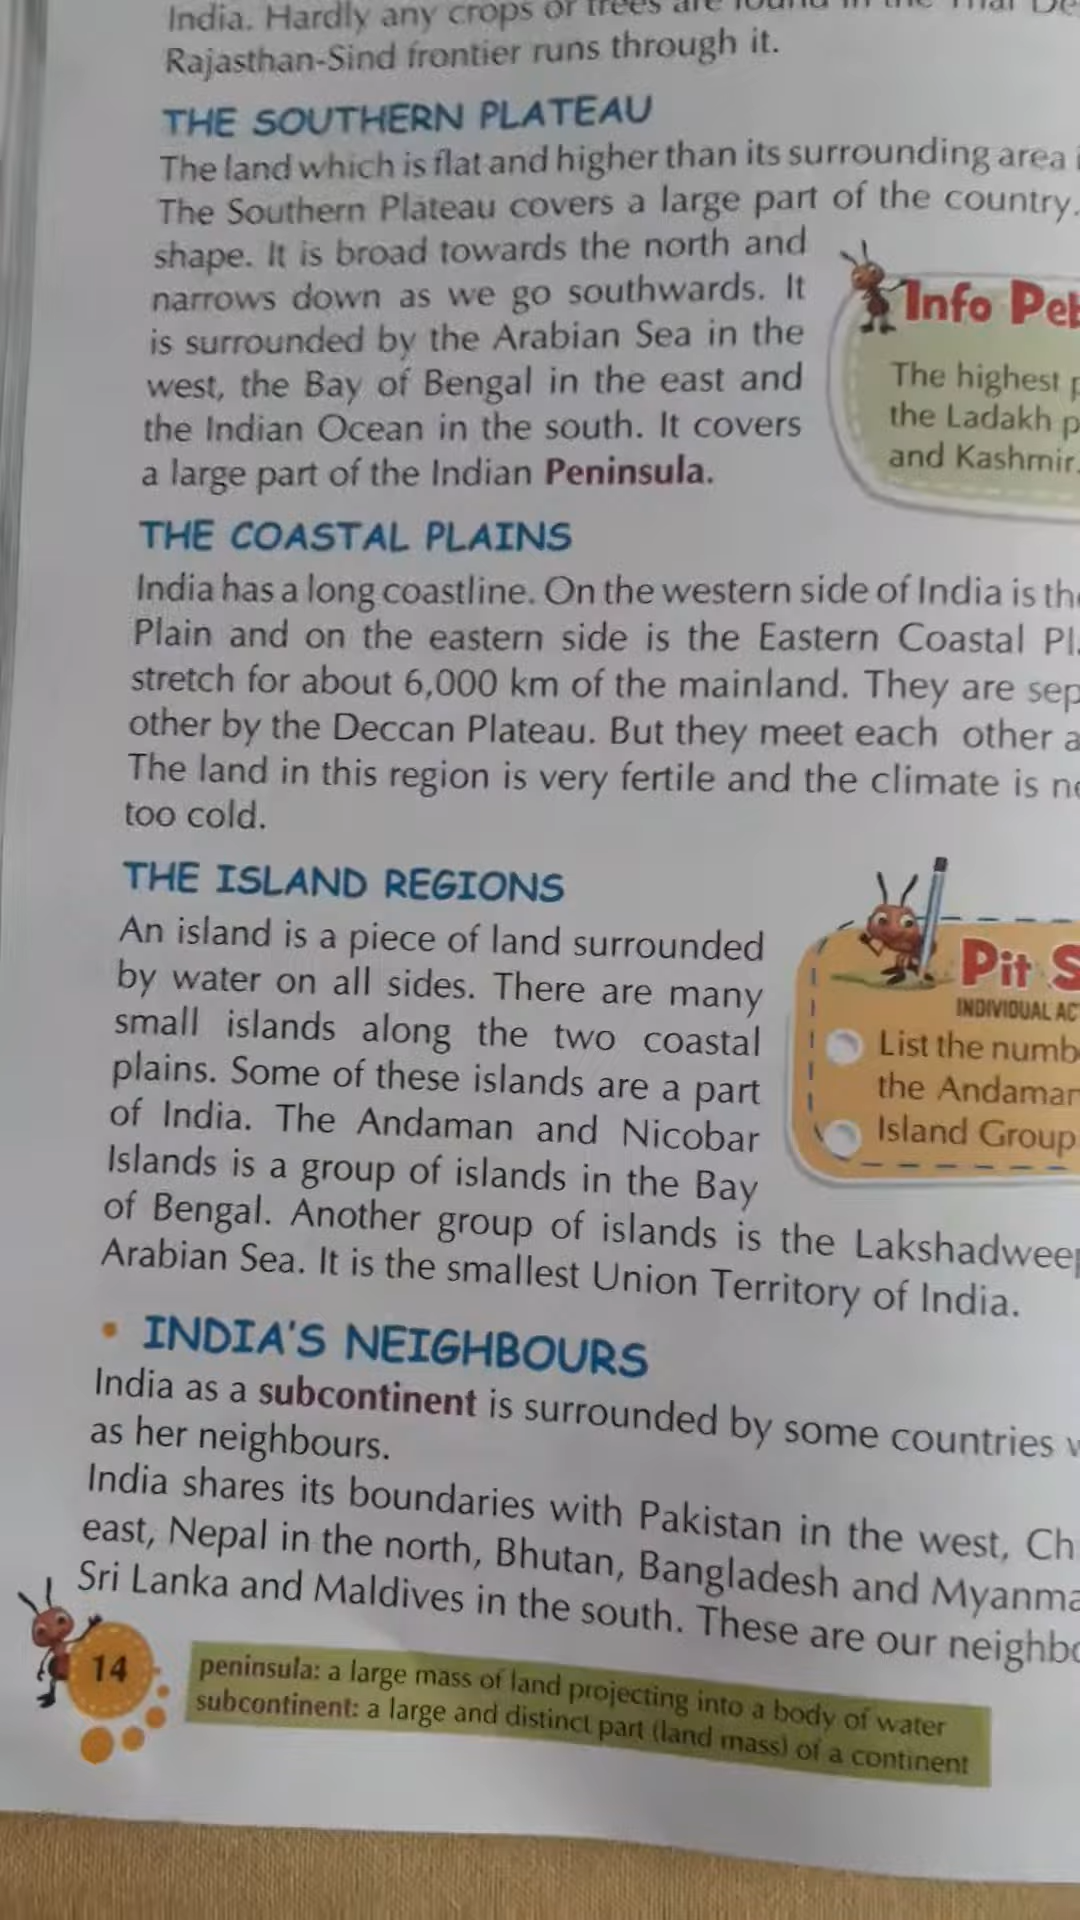 India. Hardly any crops or trees are found in the Thar
Rajasthan-Sind frontier runs through it.
THE SOUTHERN PLATEAU
The land which is flat and higher than its surrounding area
The Southern Plateau covers a large part of the country.
shape. It is broad towards the north and
narrows down as we go southwards. It
is surrounded by the Arabian Sea in the
west, the Bay of Bengal in the east and
the Indian Ocean in the south. It covers
a large part of the Indian Peninsula.
Info
The highest
the Ladakh
and Kashmir.
THE COASTAL PLAINS
India has a long coastline. On the western side of India is
Plain and on the eastern side is the Eastern Coastal
stretch for about 6,000 km of the mainland. They are
other by the Deccan Plateau. But they meet each other
The land in this region is very fertile and the climate is
too cold.
THE ISLAND REGIONS
An island is a piece of land surrounded
by water on all sides. There are many
small islands along the two coastal
plains. Some of these islands are a part
of India. The Andaman and Nicobar
Islands is a group of islands in the Bay
of Bengal. Another group of islands is the Lakshadweep
Arabian Sea. It is the smallest Union Territory of India.
Pit
INDIVIDUAL
List the
the Andaman
Island Group
• INDIA'S NEIGHBOURS
India as a subcontinent is surrounded by some countries
as her neighbours.
India shares its boundaries with Pakistan in the west,
east, Nepal in the north, Bhutan, Bangladesh and
Sri Lanka and Maldives in the south. These are our
14
peninsula: a large mass of land projecting into a body of water
subcontinent: a large and distinct part (land mass) of a continent